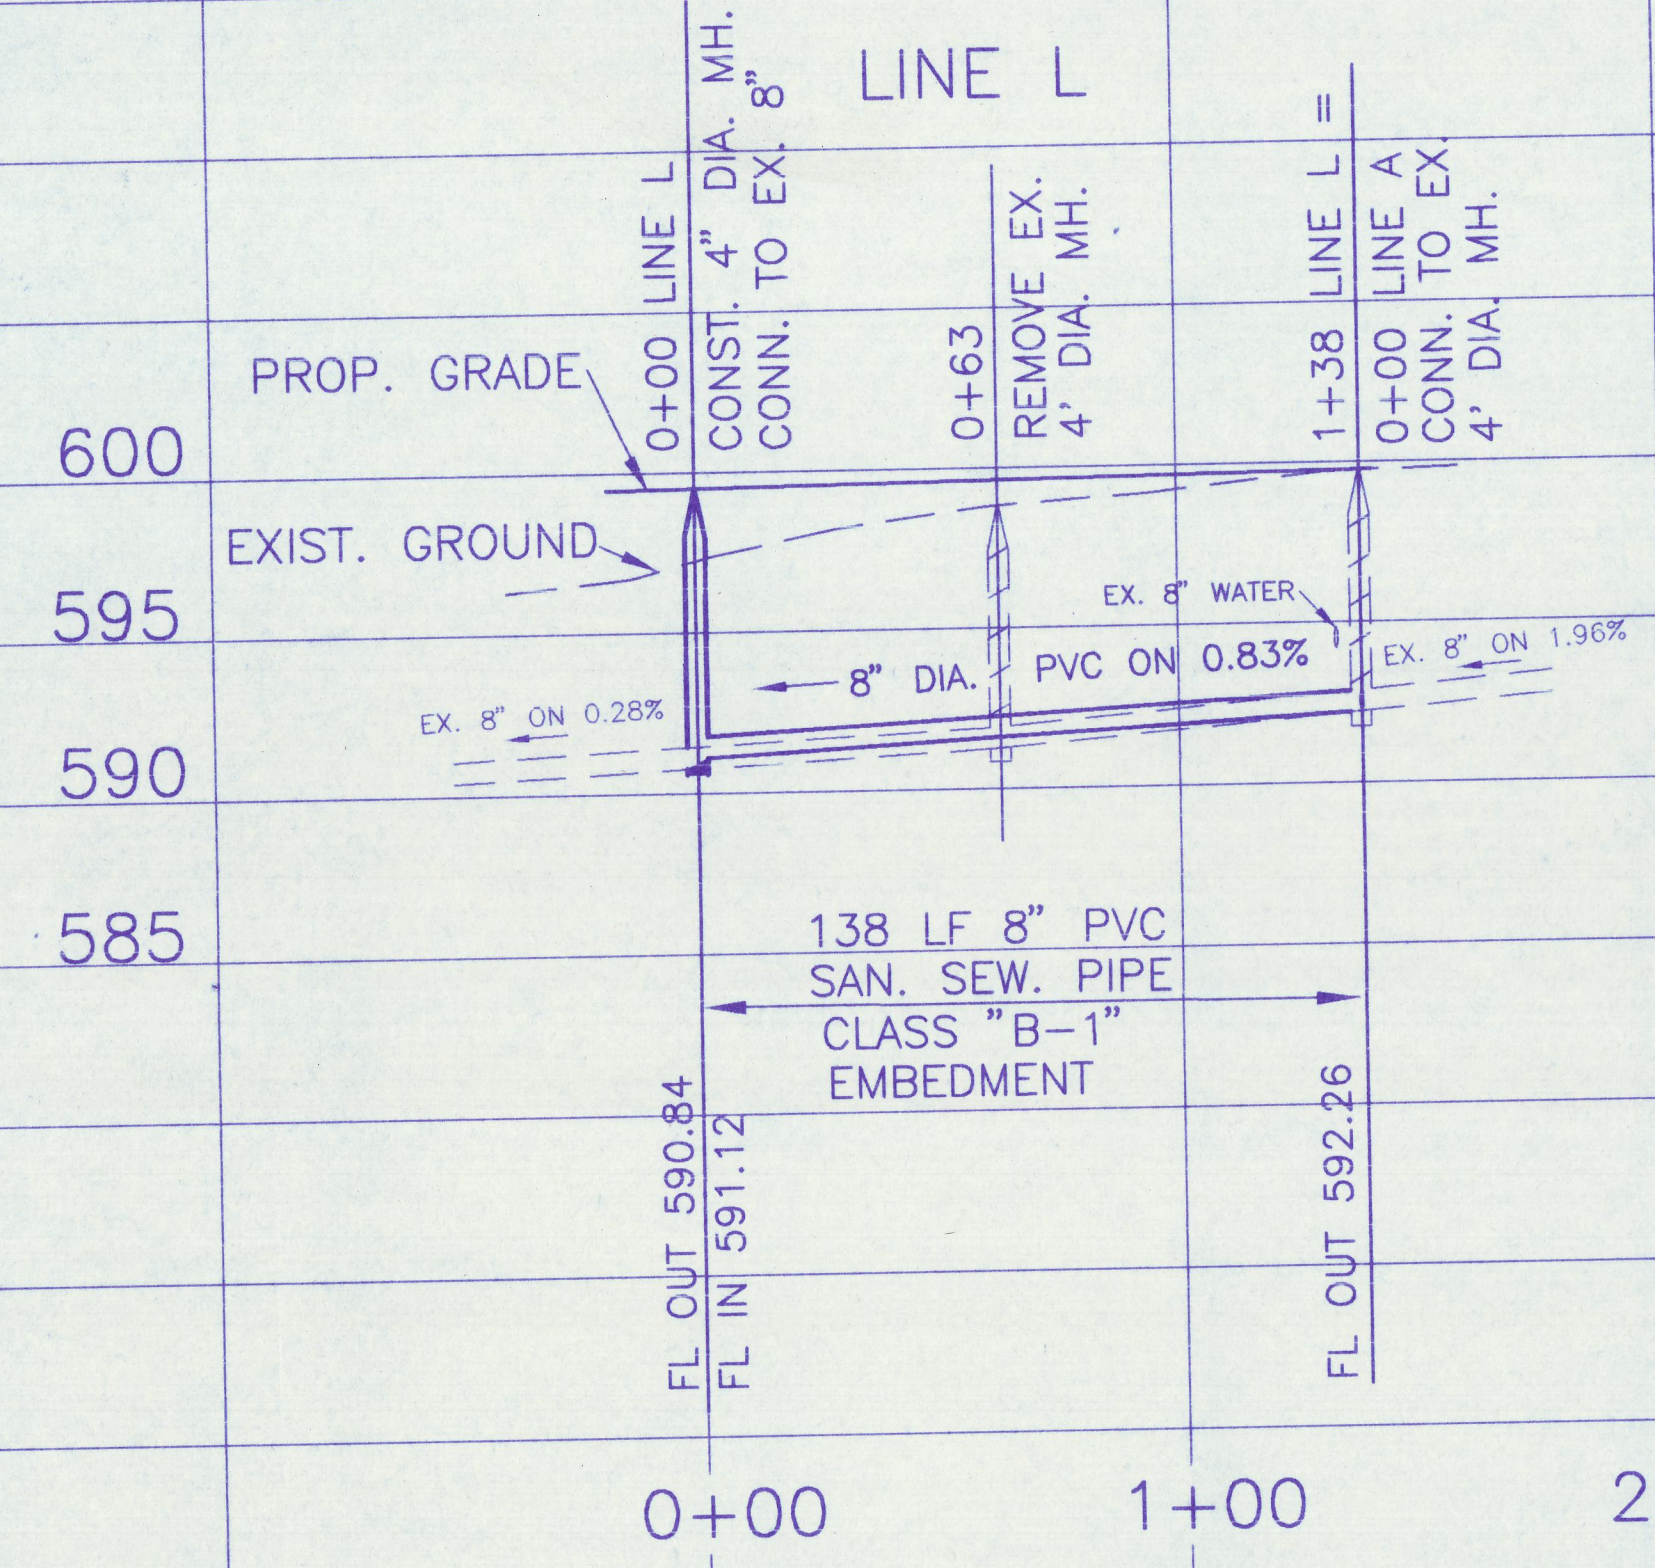 LINE L
0+00 LINE L
CONST. 4" DIA. MH.
CONN. TO EX. 8"
0+63
REMOVE EX.
4' DIA. MH.
1+38 LINE L =
0+00 LINE A
CONN. TO EX.
4' DIA. MH.
PROP. GRADE
600
EXIST. GROUND
595
EX. 8" WATER
8" DIA. PVC ON 0.83%
EX. 8" ON 1.96%
EX. 8" ON 0.28%
590
585
138 LF 8" PVC
SAN. SEW. PIPE
CLASS "B-1"
EMBEDMENT
FL OUT 590.84
FL IN 591.12
FL OUT 592.26
0+00
1+00
2